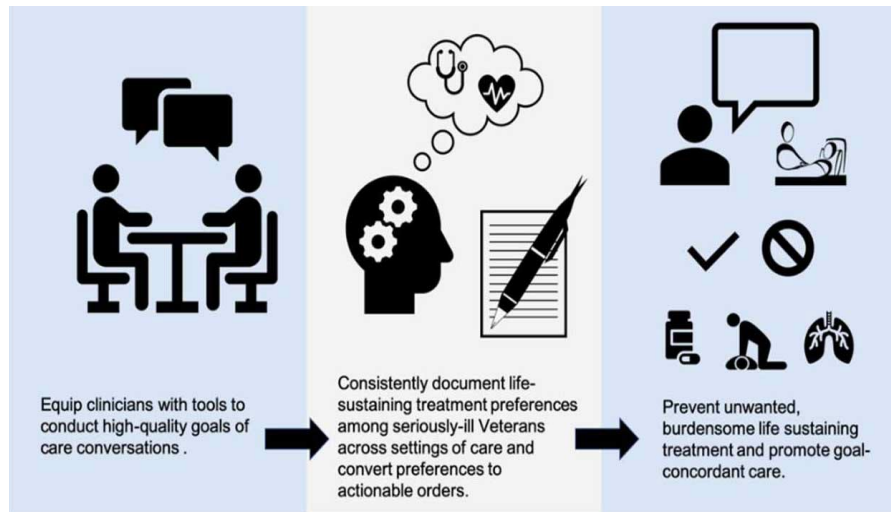 Equip clinicians with tools to
conduct high-quality goals of
care conversations .
Consistently document life-
sustaining treatment preferences
among seriously-ill Veterans
across settings of care and
convert preferences to
actionable orders.
Prevent unwanted,
burdensome life sustaining
treatment and promote goal-
concordant care.